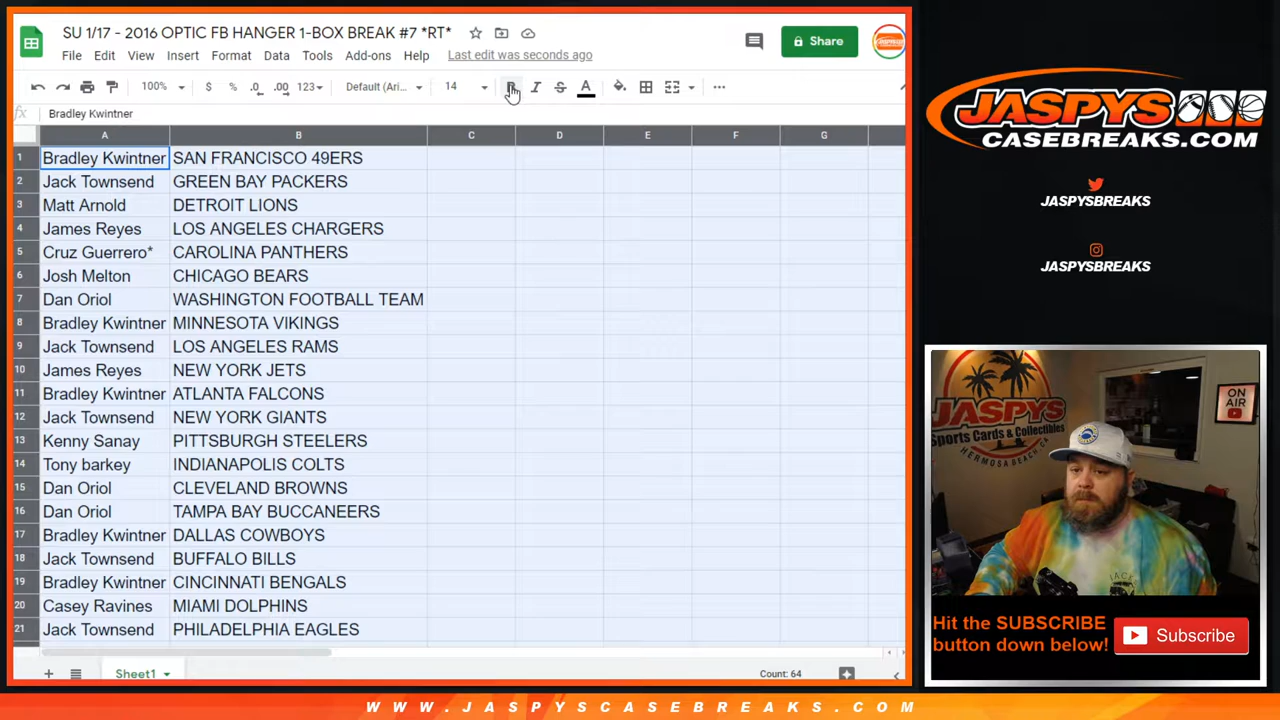 SU 1/17 - 2016 OPTIC FB HANGER 1-BOX BREAK #7 *RT*
File Edit View Insert Format Data Tools Add-ons Help Last edit was seconds ago
Share
100% $ % .0 .00 123 Default (Ari... 14 B I S A
fx Bradley Kwintner
A B C D E F G
1 Bradley Kwintner SAN FRANCISCO 49ERS
2 Jack Townsend GREEN BAY PACKERS
3 Matt Arnold DETROIT LIONS
4 James Reyes LOS ANGELES CHARGERS
5 Cruz Guerrero* CAROLINA PANTHERS
6 Josh Melton CHICAGO BEARS
7 Dan Oriol WASHINGTON FOOTBALL TEAM
8 Bradley Kwintner MINNESOTA VIKINGS
9 Jack Townsend LOS ANGELES RAMS
10 James Reyes NEW YORK JETS
11 Bradley Kwintner ATLANTA FALCONS
12 Jack Townsend NEW YORK GIANTS
13 Kenny Sanay PITTSBURGH STEELERS
14 Tony barkey INDIANAPOLIS COLTS
15 Dan Oriol CLEVELAND BROWNS
16 Dan Oriol TAMPA BAY BUCCANEERS
17 Bradley Kwintner DALLAS COWBOYS
18 Jack Townsend BUFFALO BILLS
19 Bradley Kwintner CINCINNATI BENGALS
20 Casey Ravines MIAMI DOLPHINS
21 Jack Townsend PHILADELPHIA EAGLES
Sheet1
Count: 64
JASPYS
CASEBREAKS.COM
JASPYSBREAKS
JASPYSBREAKS
JASPYS
Sports Cards & Collectibles
HERMOSA BEACH, CA
ON AIR
Hit the SUBSCRIBE
button down below!
Subscribe
WWW.JASPYSCASEBREAKS.COM